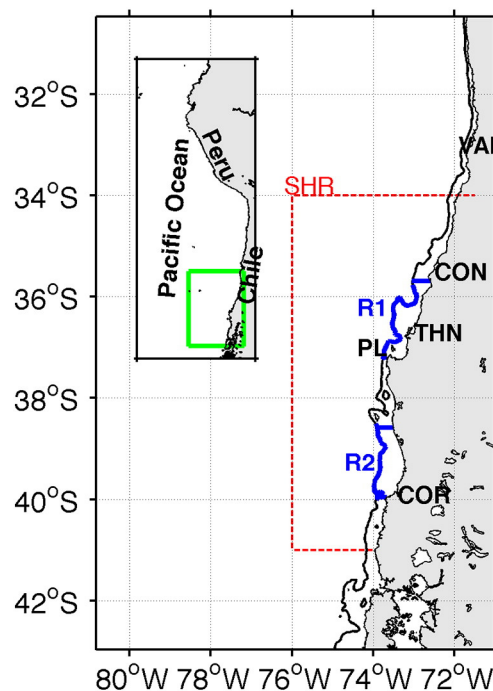 32°S
34°S
36°S
38°S
40°S
42°S
80°W
78°W
76°W
74°W
72°W
Pacific Ocean
Peru
Chile
SHR
VAL
CON
R1
THN
PL
R2
COR